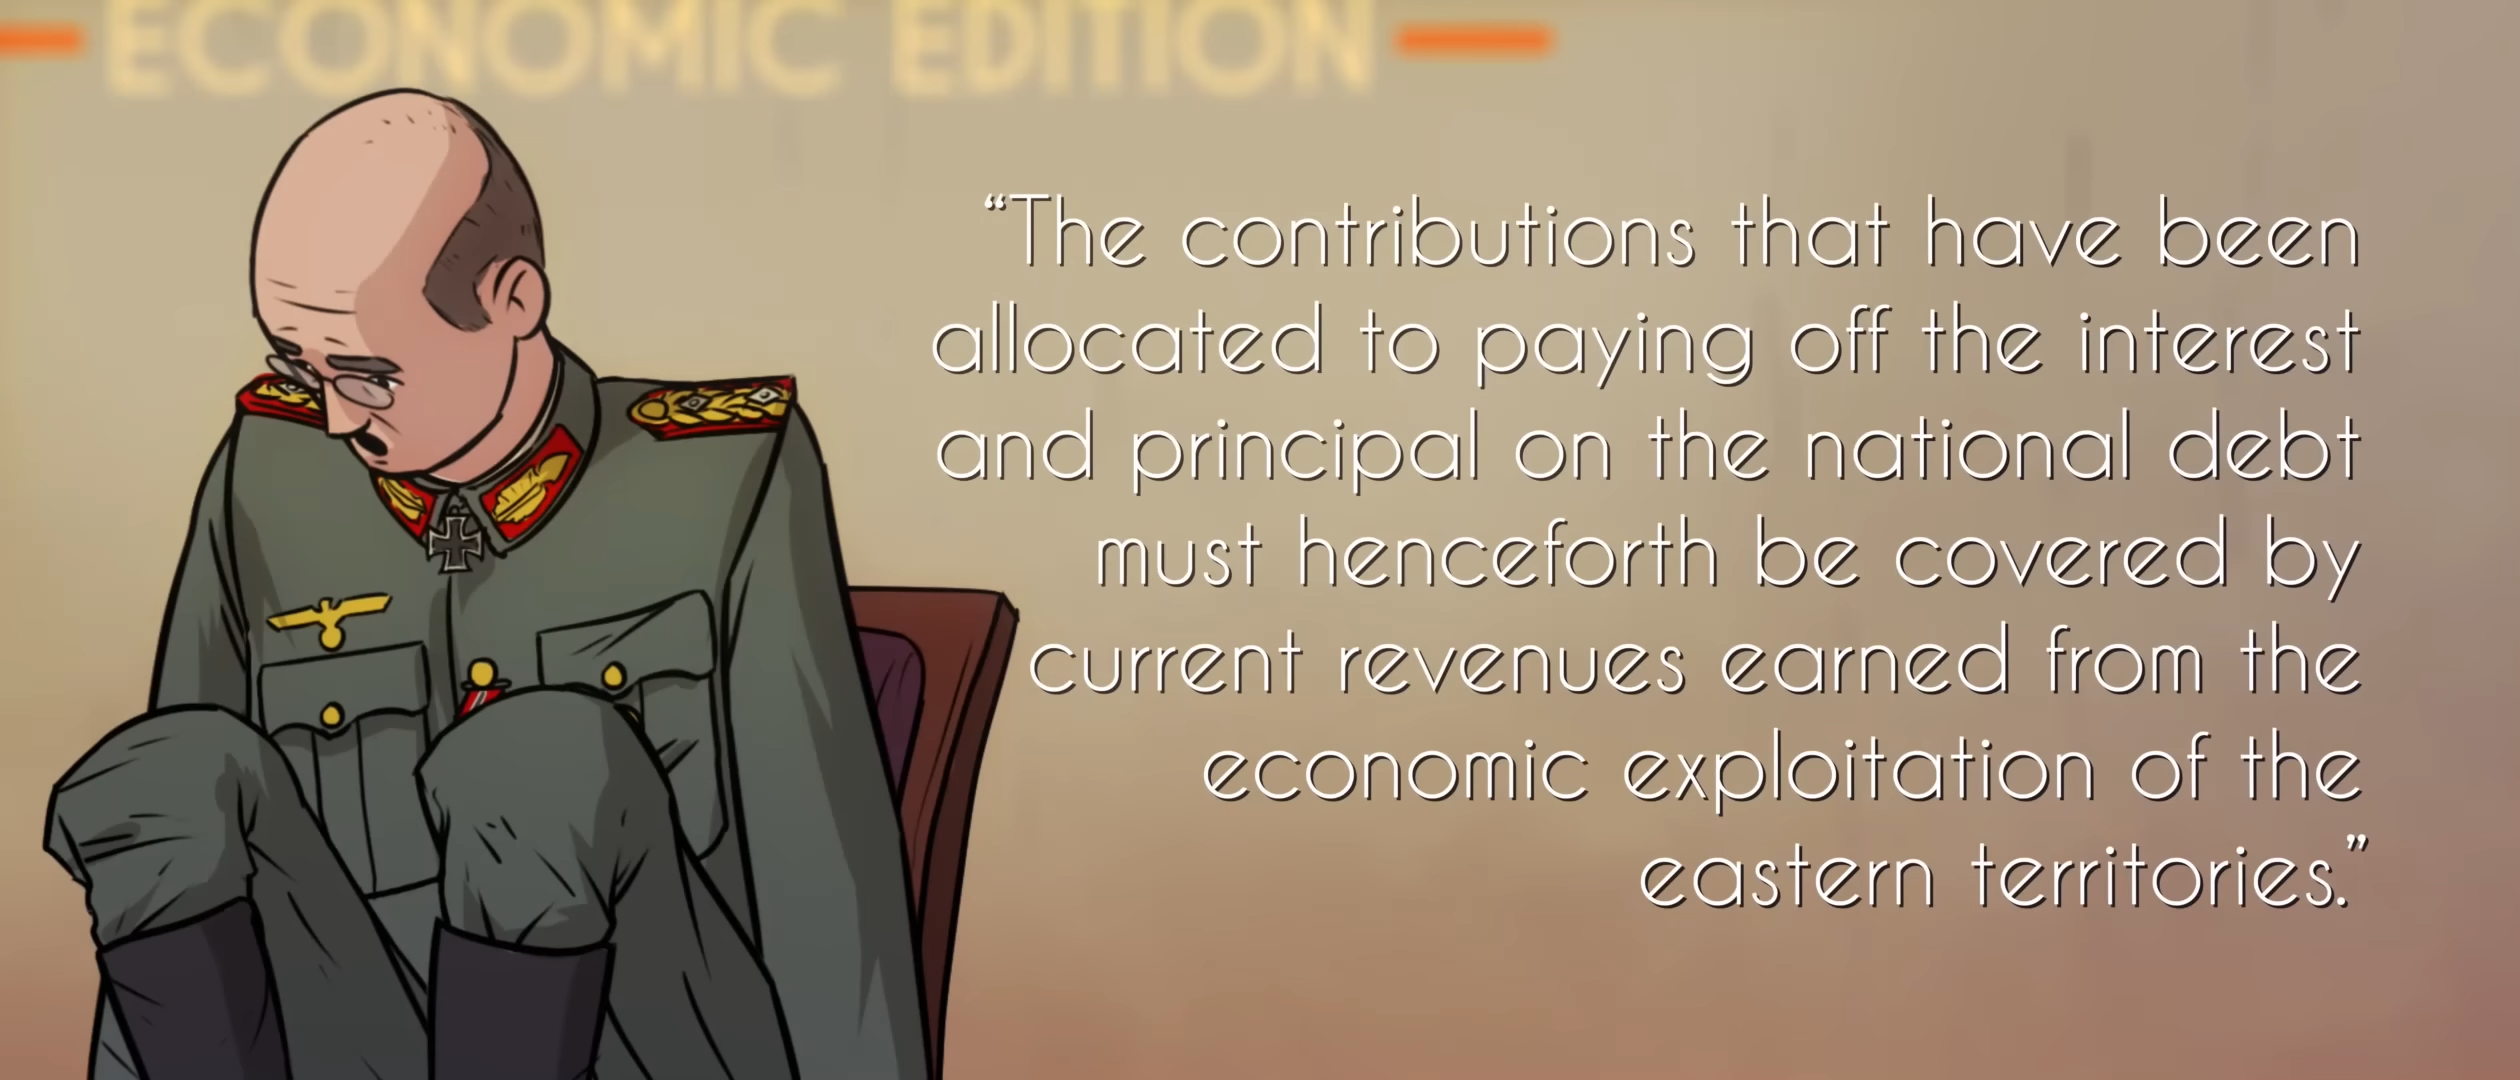 ECONOMIC EDITION
“The contributions that have been
allocated to paying off the interest
and principal on the national debt
must henceforth be covered by
current revenues earned from the
economic exploitation of the
eastern territories.”